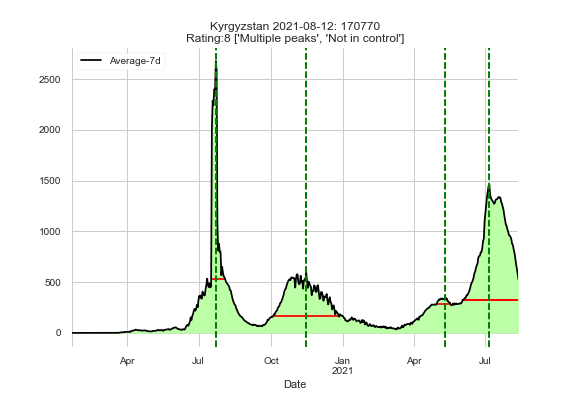 Kyrgyzstan 2021-08-12: 170770
Rating:8 ['Multiple peaks', 'Not in control']
Average-7d
2500
2000
1500
1000
500
0
Apr Jul Oct Jan Apr Jul
2021
Date